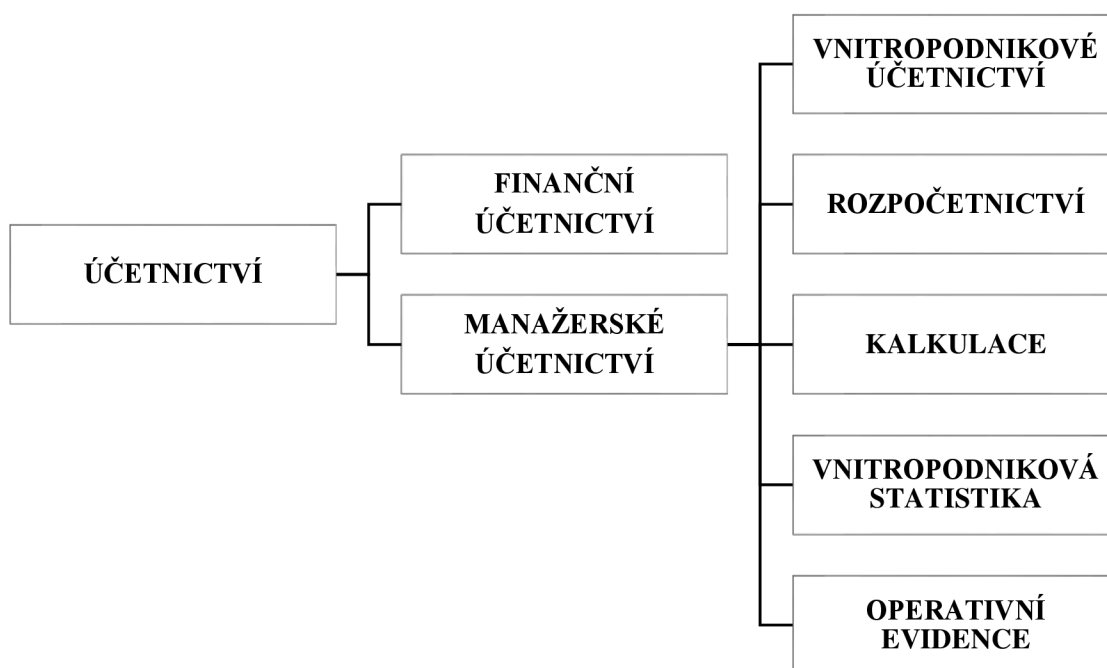 ÚČETNICTVÍ
FINANČNÍ
ÚČETNICTVÍ
MANAŽERSKÉ
ÚČETNICTVÍ
VNITROPODNIKOVÉ
ÚČETNICTVÍ
ROZPOČETNICTVÍ
KALKULACE
VNITROPODNIKOVÁ
STATISTIKA
OPERATIVNÍ
EVIDENCE